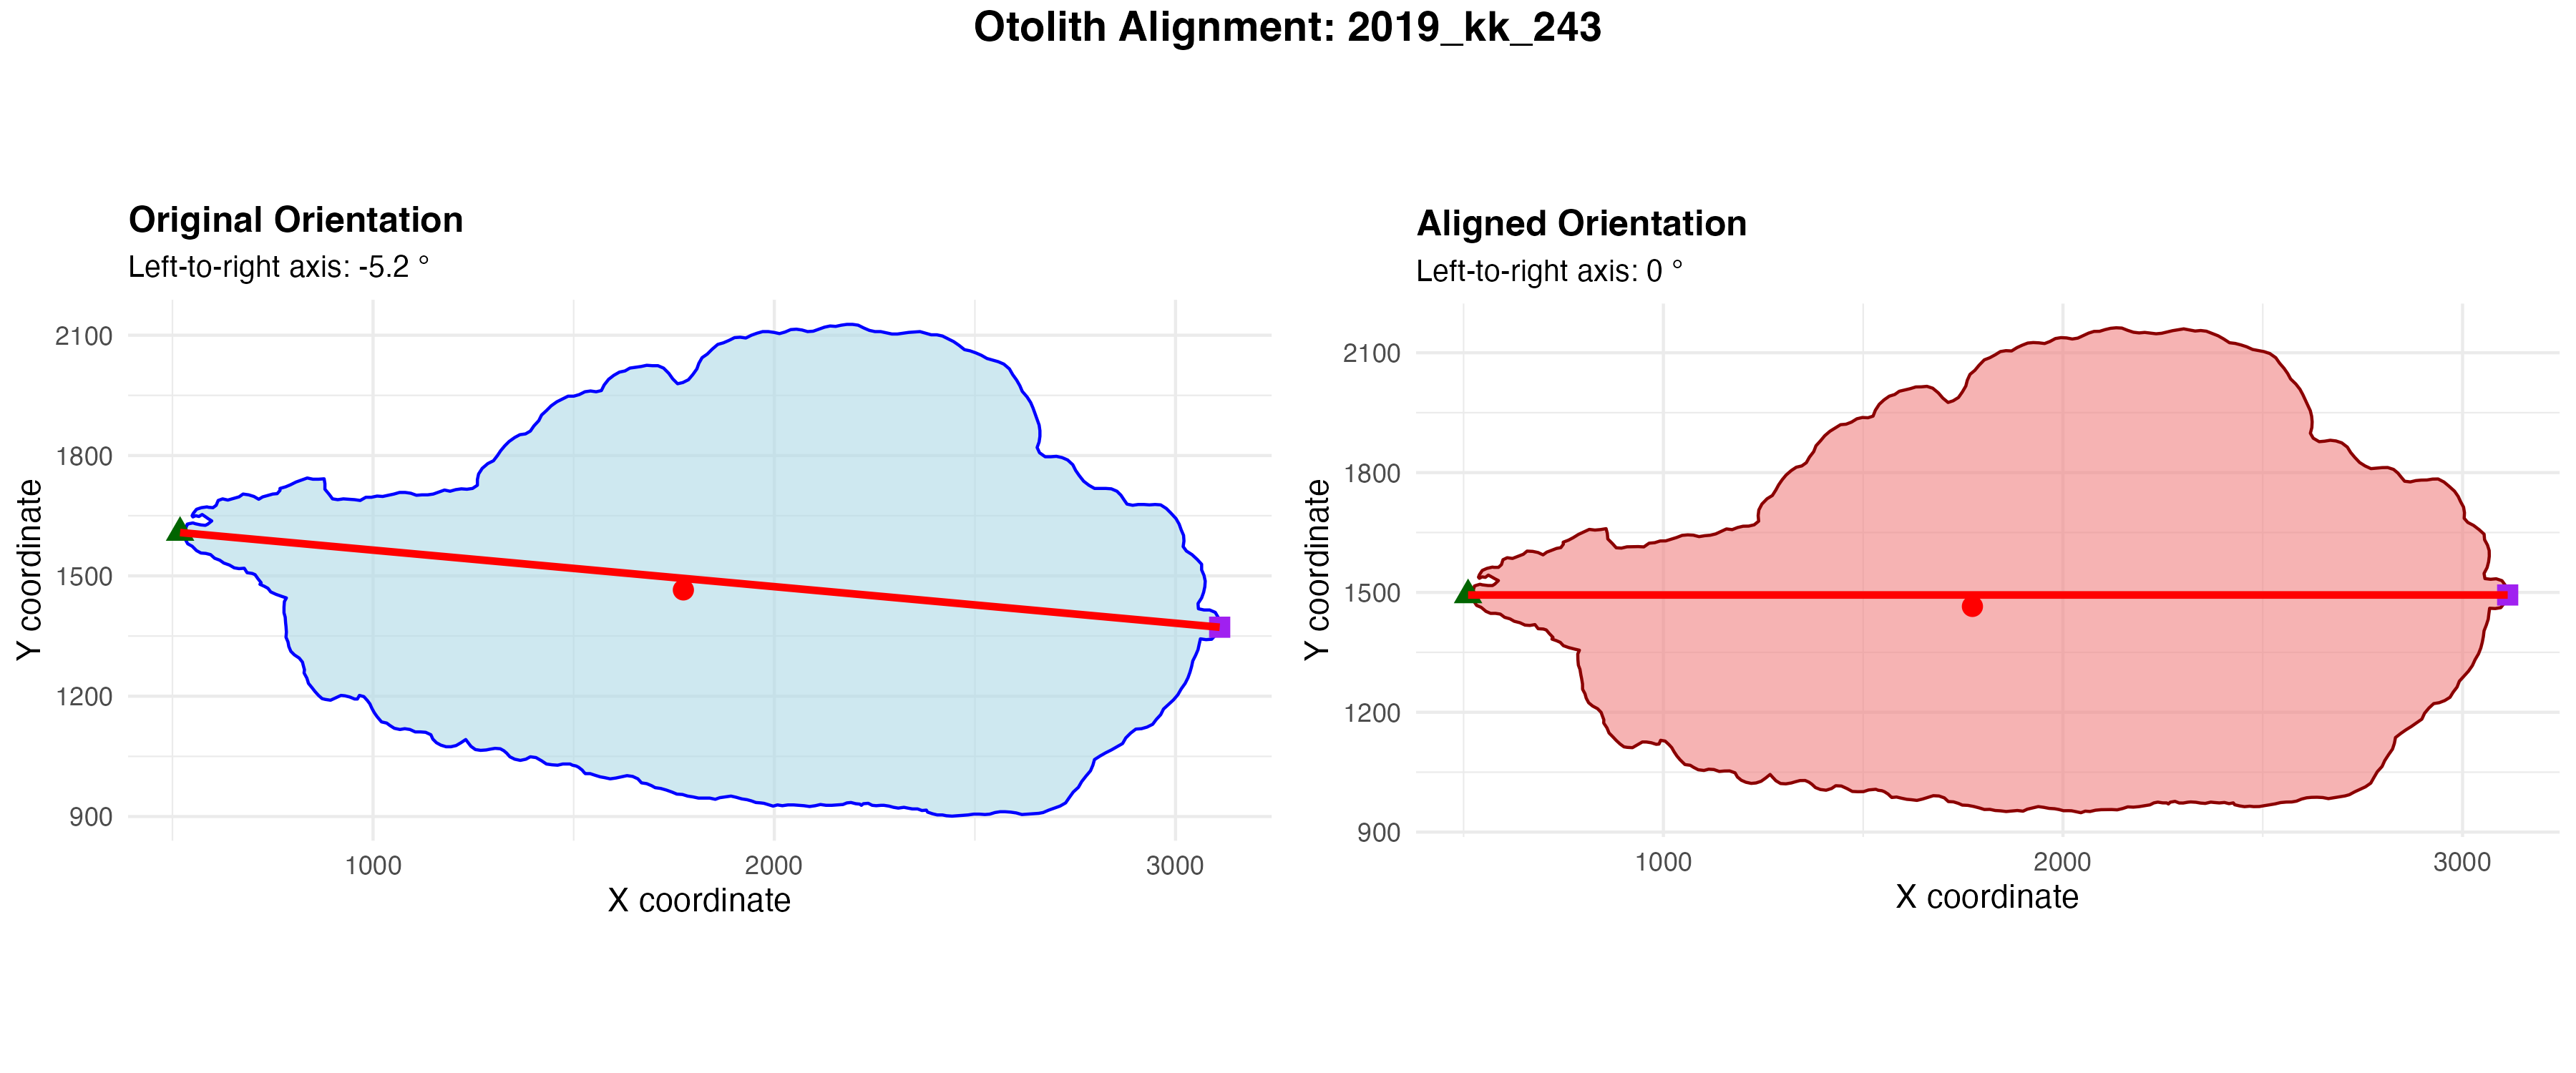 Otolith Alignment: 2019_kk_243
Original Orientation
Left-to-right axis: -5.2 °
2100
1800
1500
1200
900
Y coordinate
1000
2000
3000
X coordinate
Aligned Orientation
Left-to-right axis: 0 °
2100
1800
1500
1200
900
Y coordinate
1000
2000
3000
X coordinate